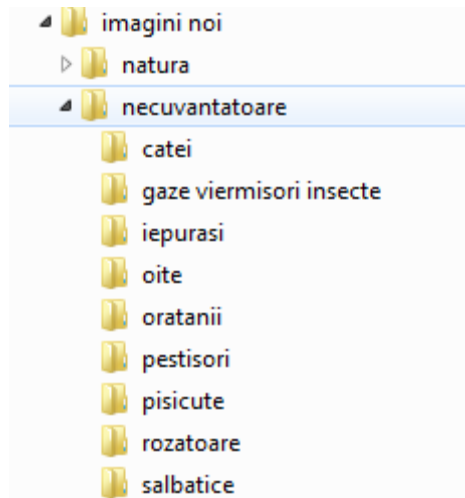 imagini noi
natura
necuvantatoare
catei
gaze viermisori insecte
iepurasi
oite
oratanii
pestisori
pisicute
rozatoare
salbatice